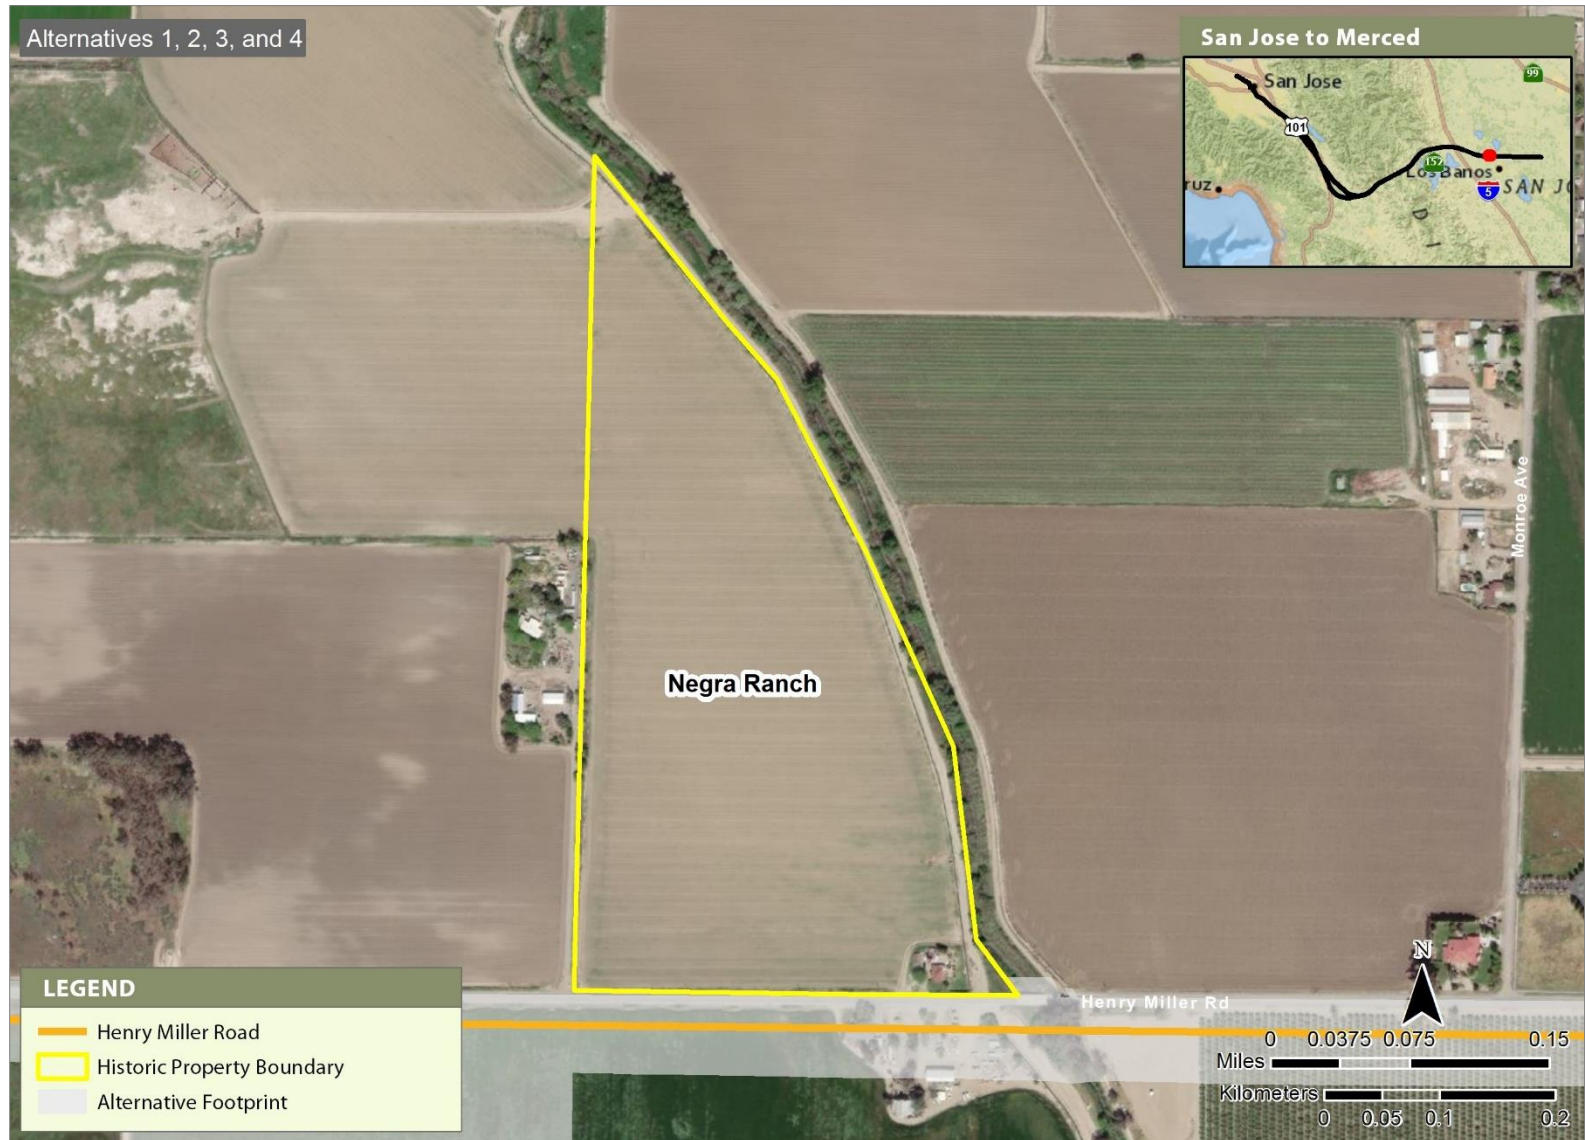 Alternatives 1, 2, 3, and 4
San Jose to Merced
99
San Jose
101
152
Los Banos
ruz
5
SAN JO
D I
Monroe Ave
Negra Ranch
N
Henry Miller Rd
LEGEND
Henry Miller Road
Historic Property Boundary
Alternative Footprint
0 0.0375 0.075 0.15
Miles
Kilometers
0 0.05 0.1 0.2